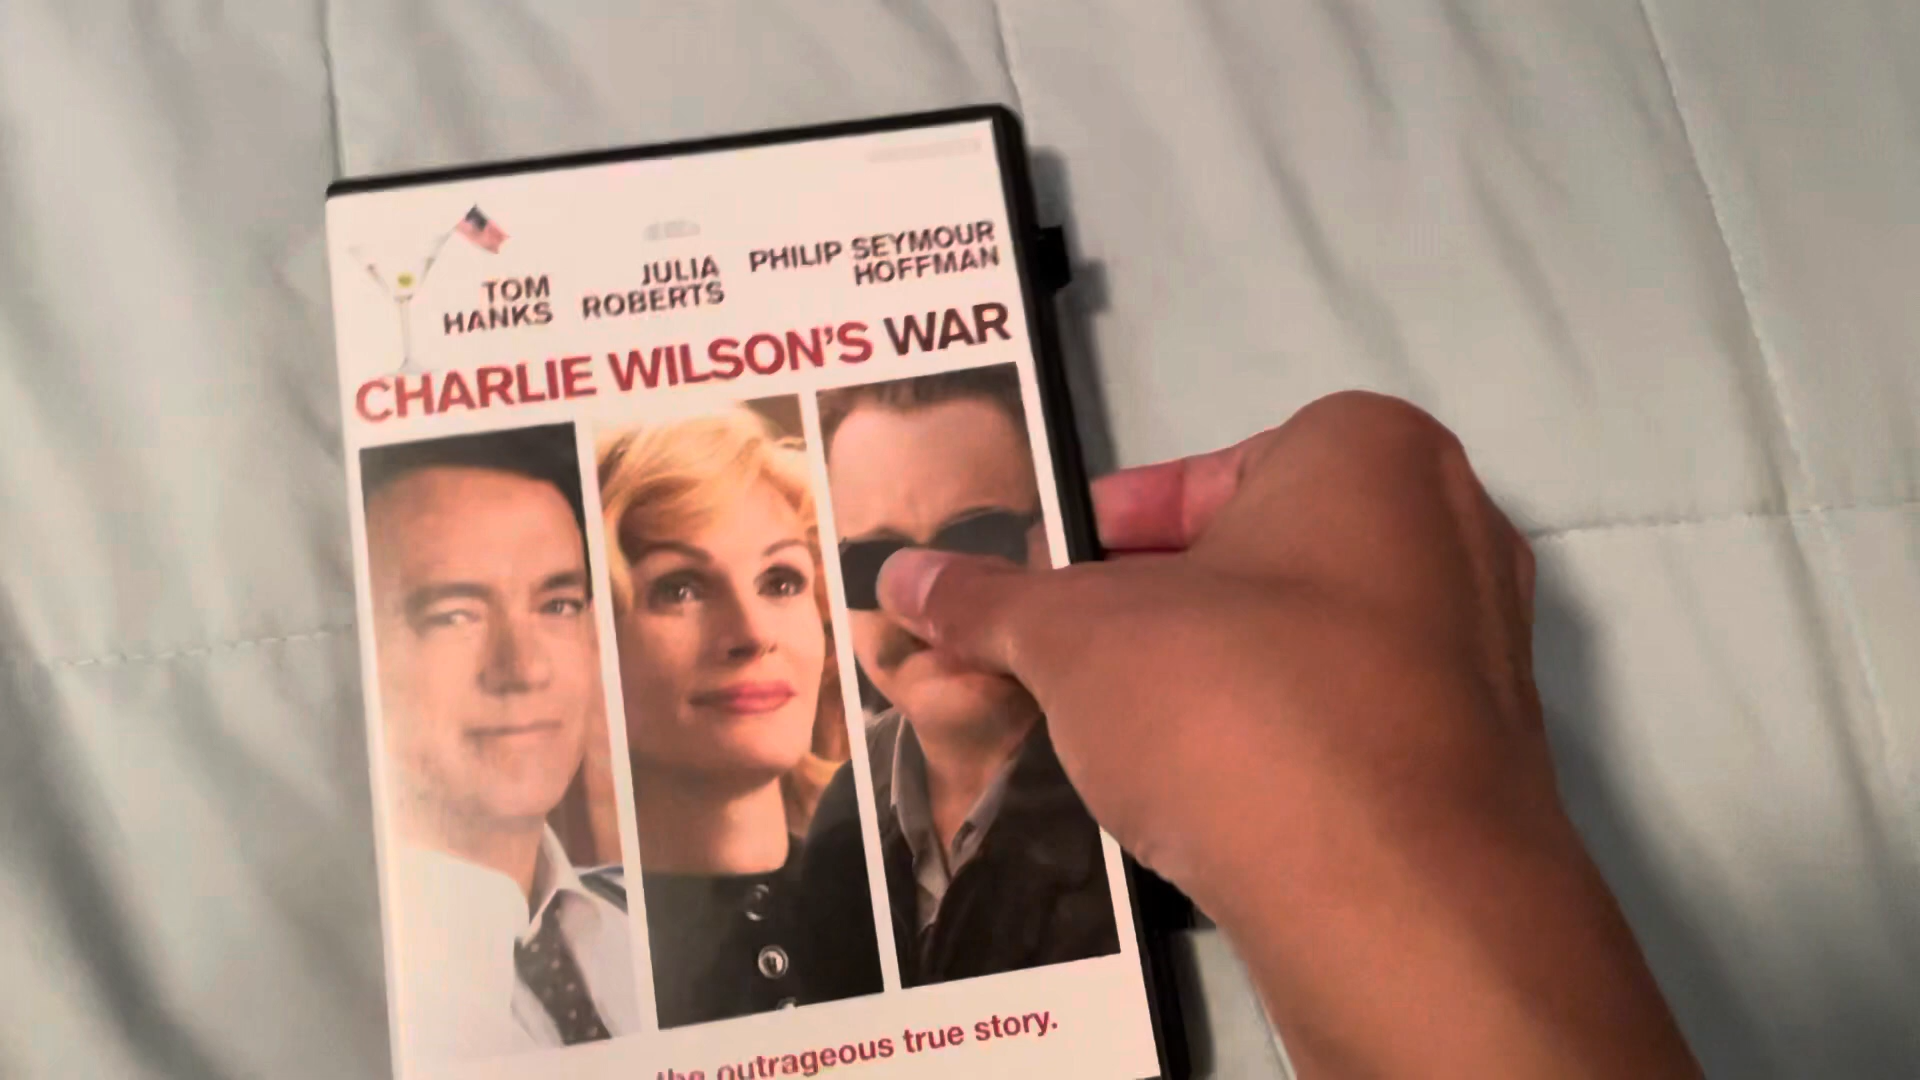 TOM
HANKS
JULIA
ROBERTS
PHILIP SEYMOUR
HOFFMAN
CHARLIE WILSON'S WAR
the outrageous true story.